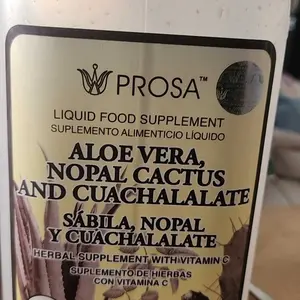 PROSA™
LIQUID FOOD SUPPLEMENT
SUPLEMENTO ALIMENTICIO LÍQUIDO
ALOE VERA,
NOPAL CACTUS
AND CUACHALALATE
SÁBILA, NOPAL
Y CUACHALALATE
HERBAL SUPPLEMENT WITH VITAMIN C
SUPLEMENTO DE HIERBAS
CON VITAMINA C